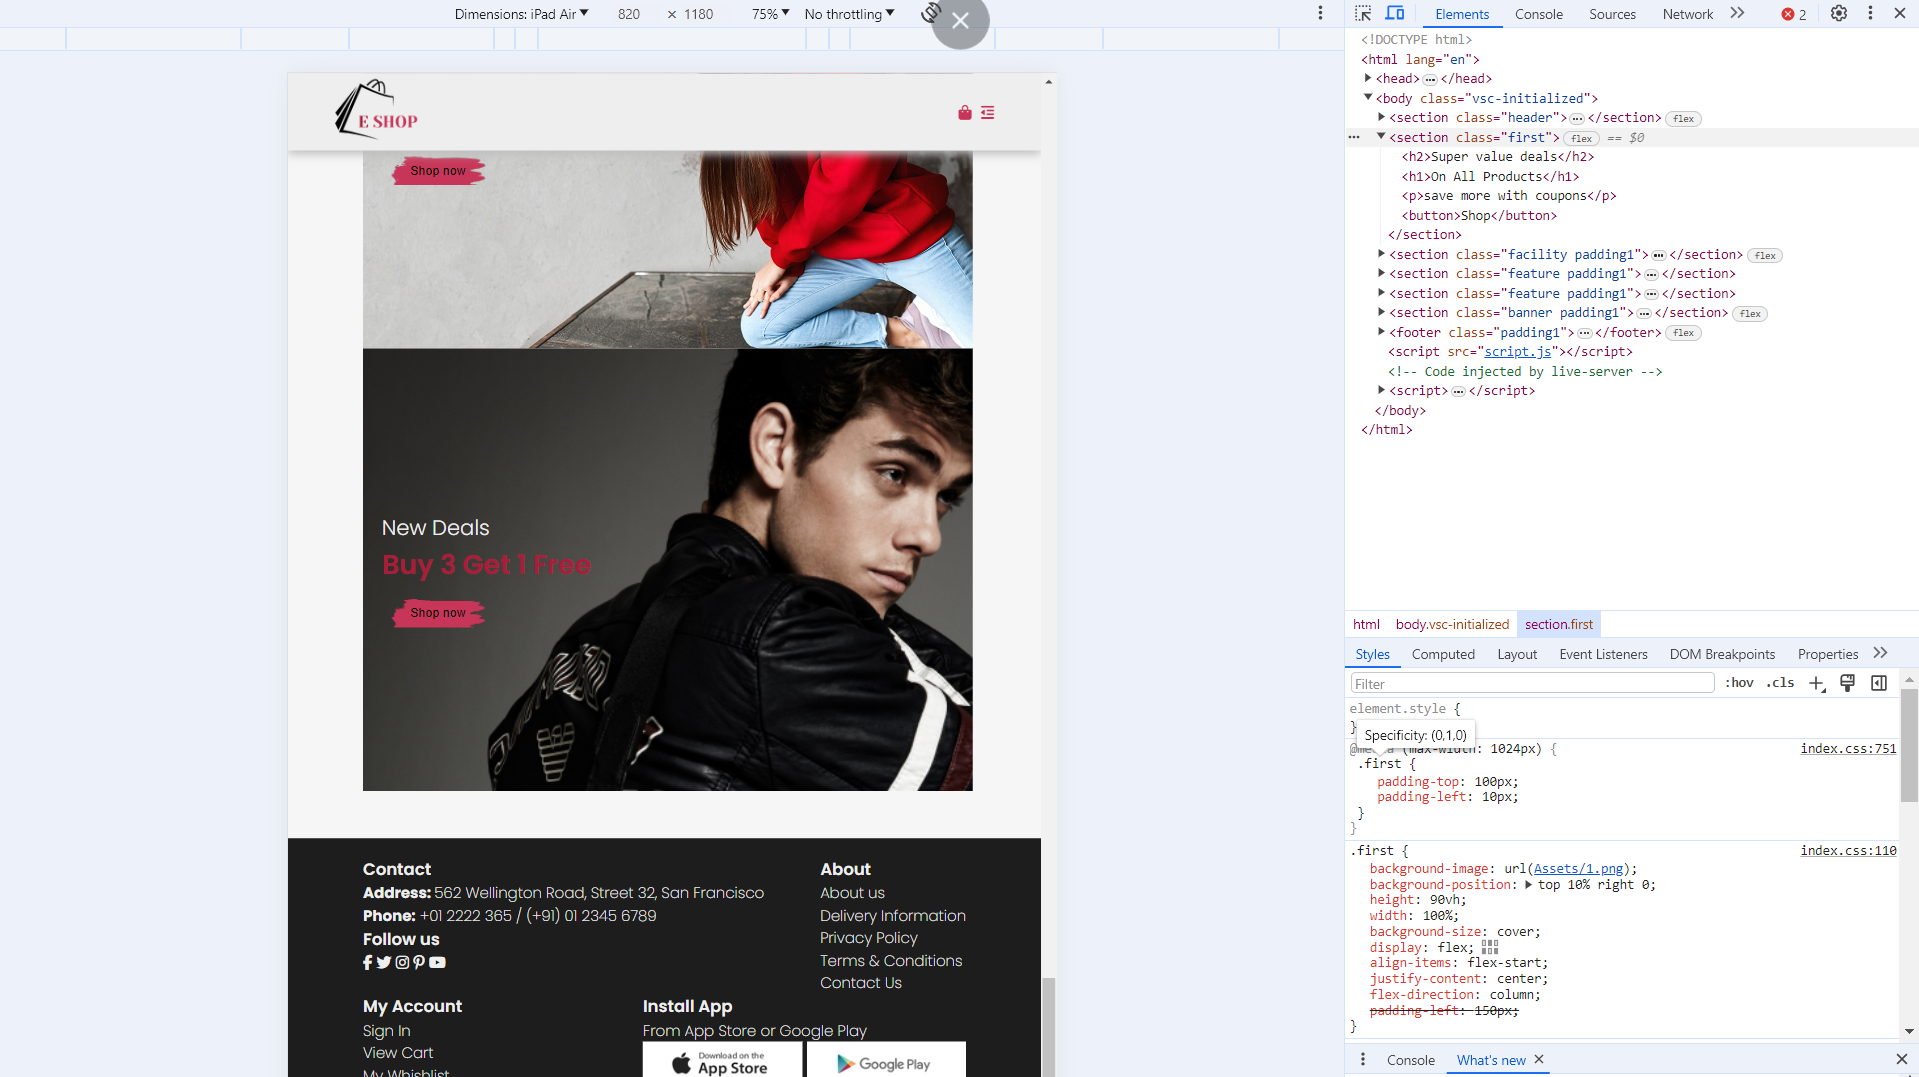 Dimensions: iPad Air 820 × 1180 75% No throttling
E SHOP
Shop now
New Deals
Buy 3 Get 1 Free
Shop now
Contact
Address: 562 Wellington Road, Street 32, San Francisco
Phone: +01 2222 365 / (+91) 01 2345 6789
Follow us
About
About us
Delivery Information
Privacy Policy
Terms & Conditions
Contact Us
My Account
Sign In
View Cart
My Whishlist
Install App
From App Store or Google Play
Download on the
App Store
Google Play
Elements Console Sources Network 2
<!DOCTYPE html>
<html lang="en">
<head> </head>
<body class="vsc-initialized">
<section class="header"> </section> flex
<section class="first"> flex == $0
<h2>Super value deals</h2>
<h1>On All Products</h1>
<p>save more with coupons</p>
<button>Shop</button>
</section>
<section class="facility padding1"> </section> flex
<section class="feature padding1"> </section>
<section class="feature padding1"> </section>
<section class="banner padding1"> </section> flex
<footer class="padding1"> </footer> flex
<script src="script.js"></script>
<!-- Code injected by live-server -->
<script> </script>
</body>
</html>
html body.vsc-initialized section.first
Styles Computed Layout Event Listeners DOM Breakpoints Properties
Filter :hov .cls
element.style {
}
Specificity: (0,1,0)
(max-width: 1024px) { index.css:751
.first {
padding-top: 100px;
padding-left: 10px;
}
}
.first { index.css:110
background-image: url(Assets/1.png);
background-position: top 10% right 0;
height: 90vh;
width: 100%;
background-size: cover;
display: flex;
align-items: flex-start;
justify-content: center;
flex-direction: column;
padding-left: 150px;
}
Console What's new